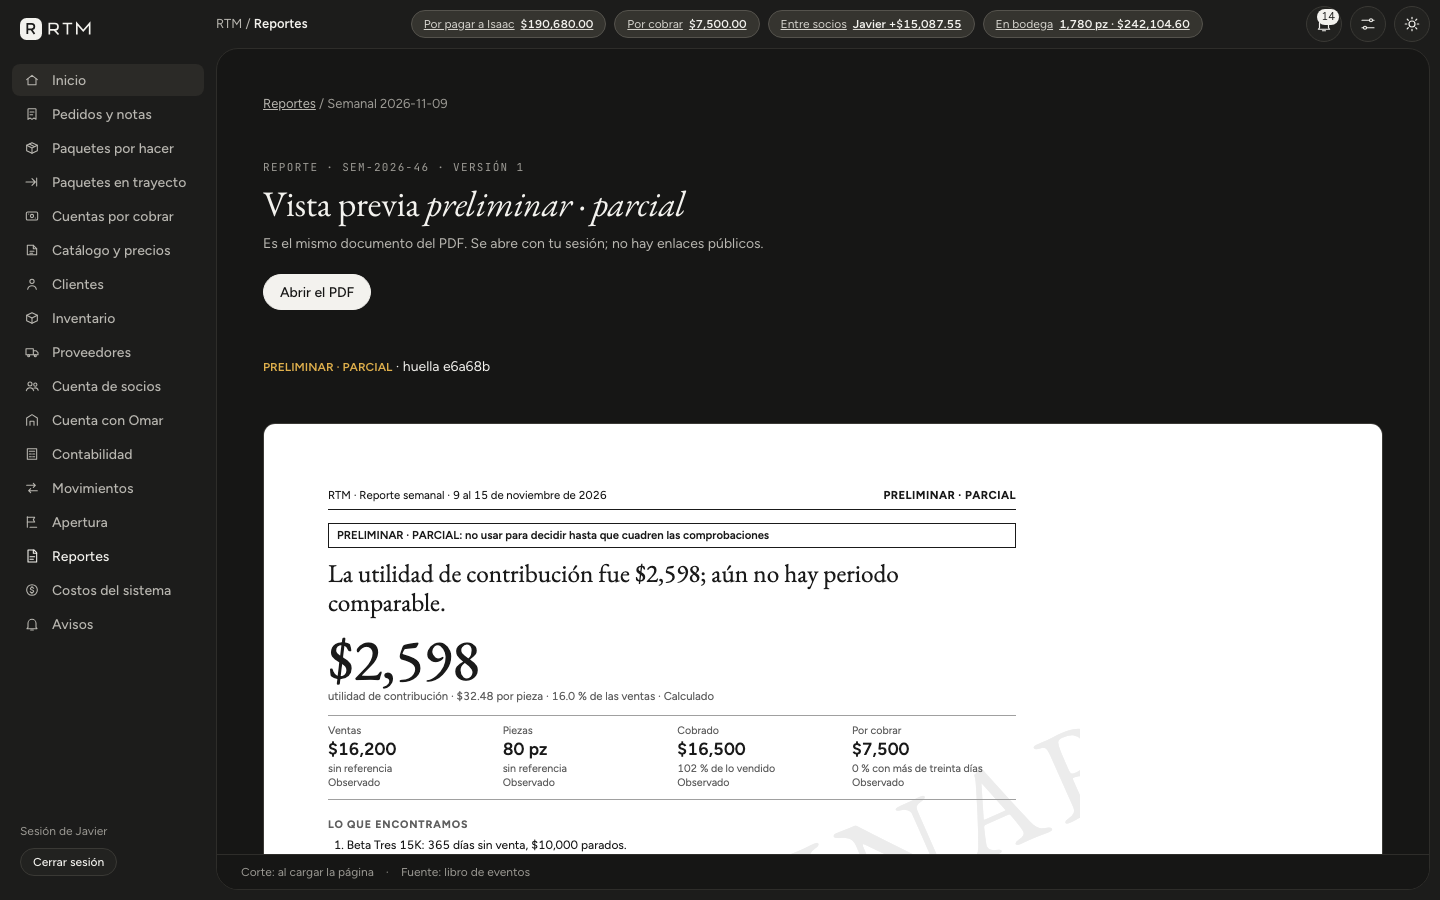 R RTM
RTM / Reportes
Por pagar a Isaac $190,680.00
Por cobrar $7,500.00
Entre socios Javier +$15,087.55
En bodega 1,780 pz · $242,104.60
14
Inicio
Pedidos y notas
Paquetes por hacer
Paquetes en trayecto
Cuentas por cobrar
Catálogo y precios
Clientes
Inventario
Proveedores
Cuenta de socios
Cuenta con Omar
Contabilidad
Movimientos
Apertura
Reportes
Costos del sistema
Avisos
Sesión de Javier
Cerrar sesión
Reportes / Semanal 2026-11-09
REPORTE · SEM-2026-46 · VERSIÓN 1
Vista previa preliminar · parcial
Es el mismo documento del PDF. Se abre con tu sesión; no hay enlaces públicos.
Abrir el PDF
PRELIMINAR · PARCIAL · huella e6a68b
RTM · Reporte semanal · 9 al 15 de noviembre de 2026
PRELIMINAR · PARCIAL
PRELIMINAR · PARCIAL: no usar para decidir hasta que cuadren las comprobaciones
La utilidad de contribución fue $2,598; aún no hay periodo
comparable.
$2,598
utilidad de contribución · $32.48 por pieza · 16.0 % de las ventas · Calculado
Ventas
$16,200
sin referencia
Observado
Piezas
80 pz
sin referencia
Observado
Cobrado
$16,500
102 % de lo vendido
Observado
Por cobrar
$7,500
0 % con más de treinta días
Observado
LO QUE ENCONTRAMOS
1. Beta Tres 15K: 365 días sin venta, $10,000 parados.
Corte: al cargar la página · Fuente: libro de eventos